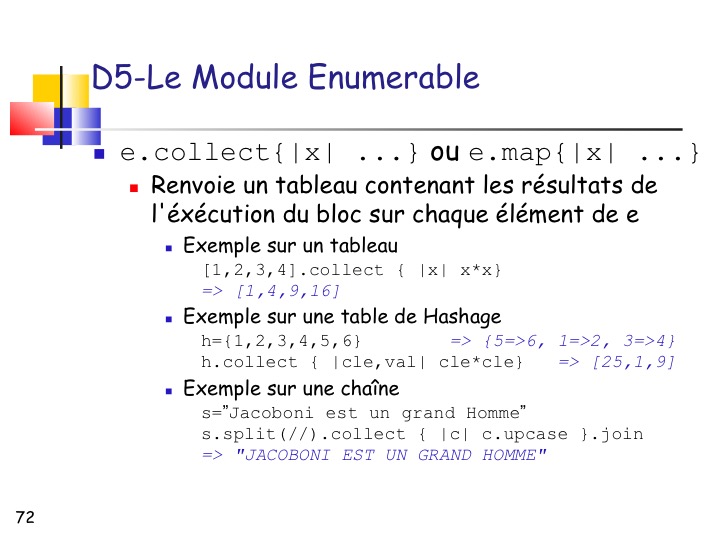 D5-Le Module Enumerable
e.collect{|x| ...} ou e.map{|x| ...}
Renvoie un tableau contenant les résultats de
l'éxécution du bloc sur chaque élément de e
Exemple sur un tableau
[1,2,3,4].collect { |x| x*x}
=> [1,4,9,16]
Exemple sur une table de Hashage
h={1,2,3,4,5,6} => {5=>6, 1=>2, 3=>4}
h.collect { |cle,val| cle*cle} => [25,1,9]
Exemple sur une chaîne
s=”Jacoboni est un grand Homme”
s.split(//).collect { |c| c.upcase }.join
=> "JACOBONI EST UN GRAND HOMME"
72